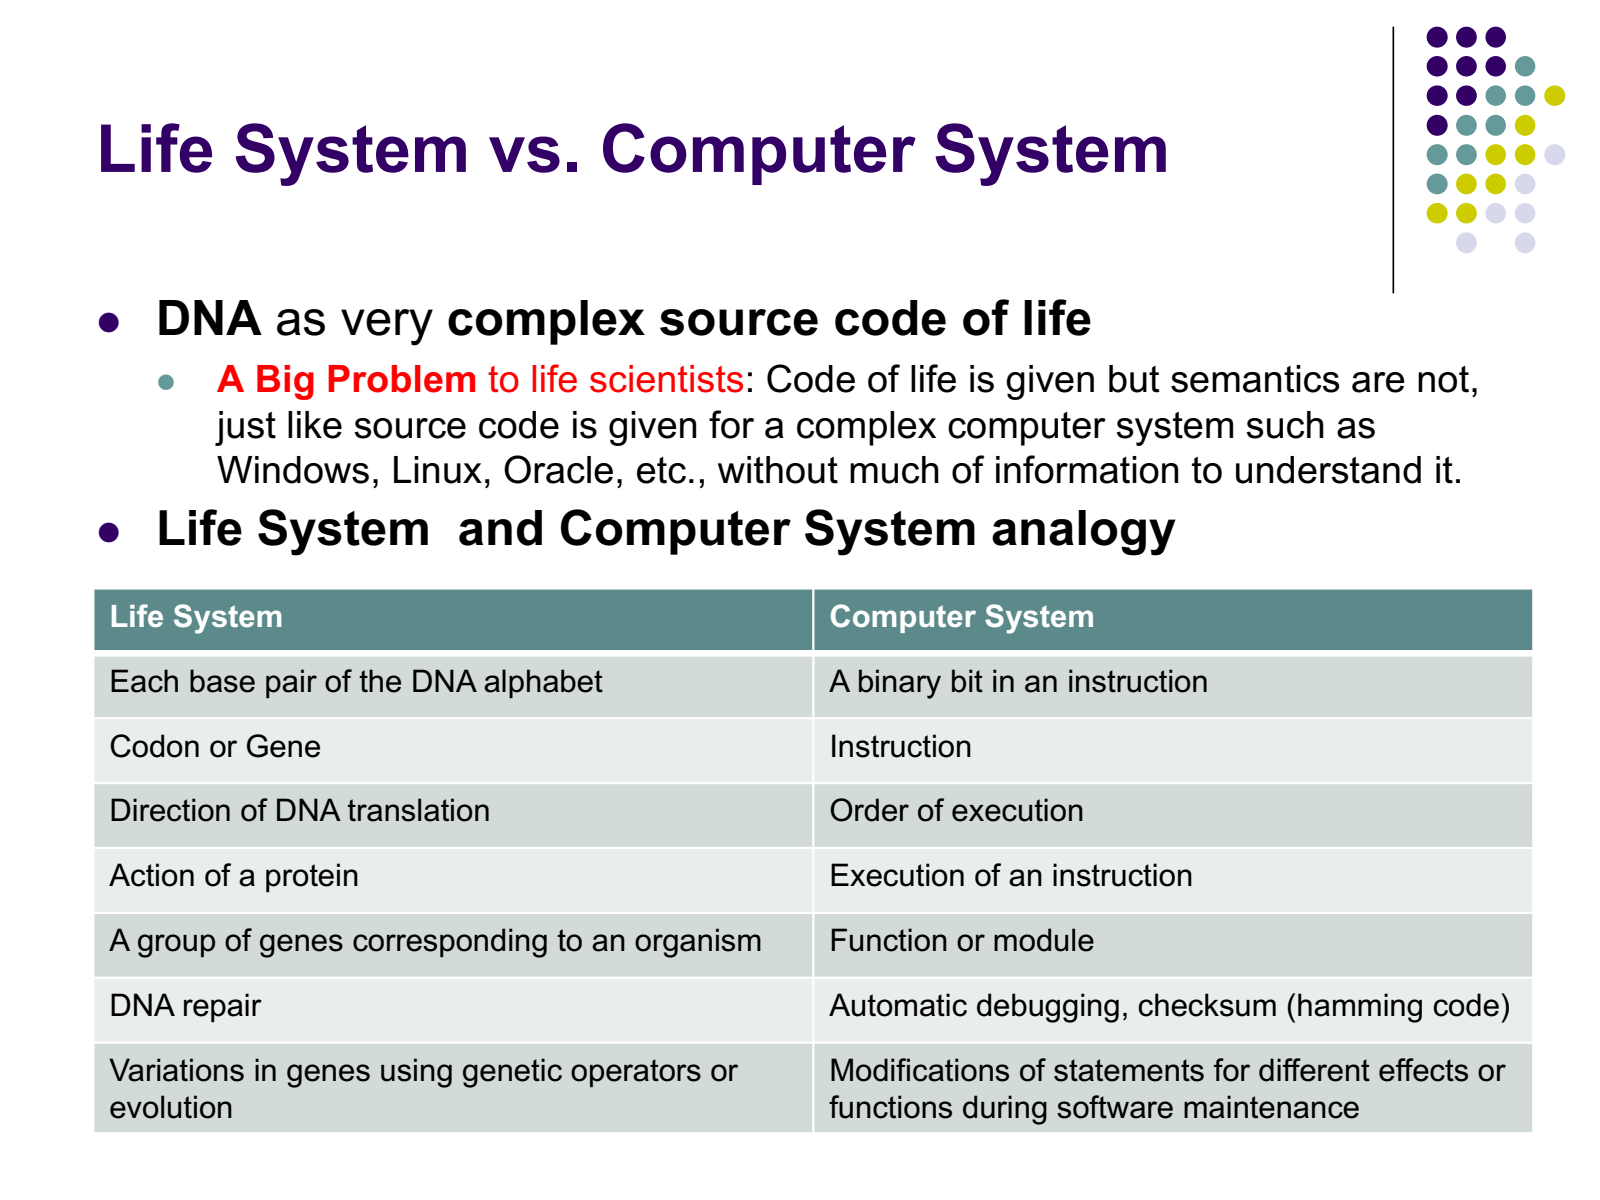 Life System vs. Computer System
DNA as very complex source code of life
A Big Problem to life scientists: Code of life is given but semantics are not,
just like source code is given for a complex computer system such as
Windows, Linux, Oracle, etc., without much of information to understand it.
Life System and Computer System analogy
Life System Computer System
Each base pair of the DNA alphabet A binary bit in an instruction
Codon or Gene Instruction
Direction of DNA translation Order of execution
Action of a protein Execution of an instruction
A group of genes corresponding to an organism Function or module
DNA repair Automatic debugging, checksum (hamming code)
Variations in genes using genetic operators or
evolution
Modifications of statements for different effects or
functions during software maintenance